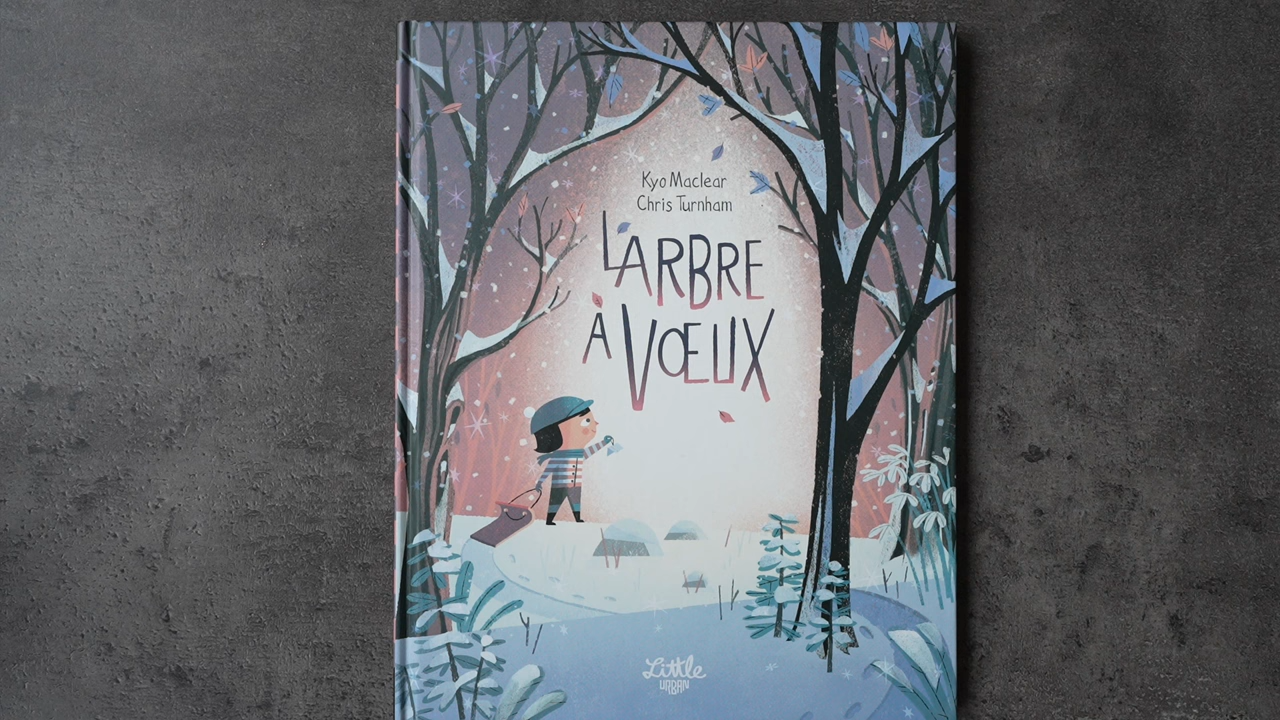 Kyo Maclear
Chris Turnham
L'ARBRE
À VŒUX
Little
URBAN